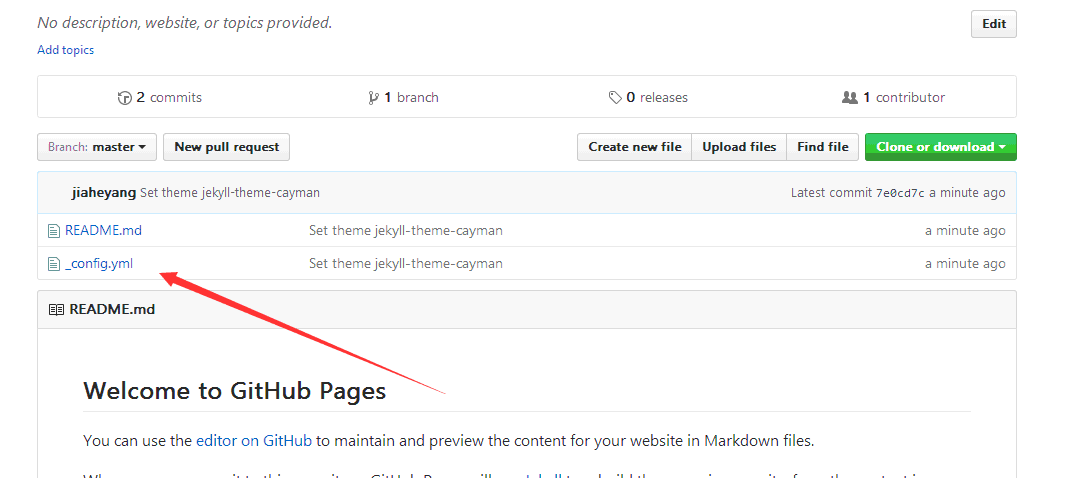 No description, website, or topics provided.
Edit
Add topics
2 commits
1 branch
0 releases
1 contributor
Branch: master
New pull request
Create new file
Upload files
Find file
Clone or download
jiaheyang Set theme jekyll-theme-cayman
Latest commit 7e0cd7c a minute ago
README.md Set theme jekyll-theme-cayman a minute ago
_config.yml Set theme jekyll-theme-cayman a minute ago
README.md
Welcome to GitHub Pages
You can use the editor on GitHub to maintain and preview the content for your website in Markdown files.